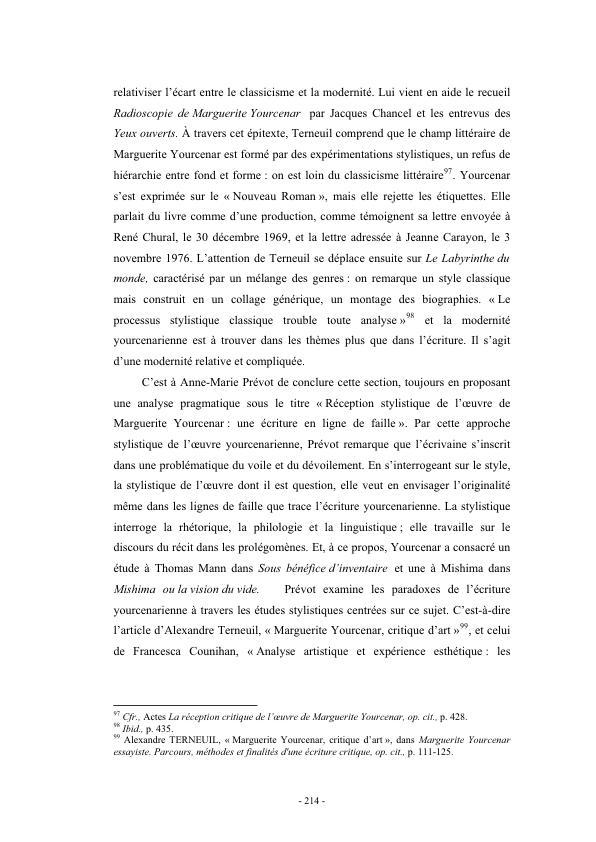 relativiser l’écart entre le classicisme et la modernité. Lui vient en aide le recueil
Radioscopie de Marguerite Yourcenar par Jacques Chancel et les entrevus des
Yeux ouverts. À travers cet épitexte, Terneuil comprend que le champ littéraire de
Marguerite Yourcenar est formé par des expérimentations stylistiques, un refus de
hiérarchie entre fond et forme : on est loin du classicisme littéraire97. Yourcenar
s’est exprimée sur le « Nouveau Roman », mais elle rejette les étiquettes. Elle
parlait du livre comme d’une production, comme témoignent sa lettre envoyée à
René Chural, le 30 décembre 1969, et la lettre adressée à Jeanne Carayon, le 3
novembre 1976. L’attention de Terneuil se déplace ensuite sur Le Labyrinthe du
monde, caractérisé par un mélange des genres : on remarque un style classique
mais construit en un collage générique, un montage des biographies. « Le
processus stylistique classique trouble toute analyse »98 et la modernité
yourcenarienne est à trouver dans les thèmes plus que dans l’écriture. Il s’agit
d’une modernité relative et compliquée.
C’est à Anne-Marie Prévot de conclure cette section, toujours en proposant
une analyse pragmatique sous le titre « Réception stylistique de l’œuvre de
Marguerite Yourcenar : une écriture en ligne de faille ». Par cette approche
stylistique de l’œuvre yourcenarienne, Prévot remarque que l’écrivaine s’inscrit
dans une problématique du voile et du dévoilement. En s’interrogeant sur le style,
la stylistique de l’œuvre dont il est question, elle veut en envisager l’originalité
même dans les lignes de faille que trace l’écriture yourcenarienne. La stylistique
interroge la rhétorique, la philologie et la linguistique ; elle travaille sur le
discours du récit dans les prolégomènes. Et, à ce propos, Yourcenar a consacré un
étude à Thomas Mann dans Sous bénéfice d’inventaire et une à Mishima dans
Mishima ou la vision du vide. Prévot examine les paradoxes de l’écriture
yourcenarienne à travers les études stylistiques centrées sur ce sujet. C’est-à-dire
l’article d’Alexandre Terneuil, « Marguerite Yourcenar, critique d’art »99, et celui
de Francesca Counihan, « Analyse artistique et expérience esthétique : les
97 Cfr., Actes La réception critique de l’œuvre de Marguerite Yourcenar, op. cit., p. 428.
98 Ibid., p. 435.
99 Alexandre TERNEUIL, « Marguerite Yourcenar, critique d’art », dans Marguerite Yourcenar
essayiste. Parcours, méthodes et finalités d'une écriture critique, op. cit., p. 111-125.
- 214 -